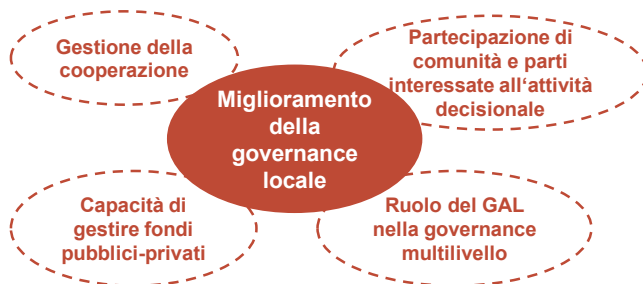 Gestione della
cooperazione
Partecipazione di
comunità e parti
interessate all'attività
decisionale
Miglioramento
della
governance
locale
Capacità di
gestire fondi
pubblici-privati
Ruolo del GAL
nella governance
multilivello